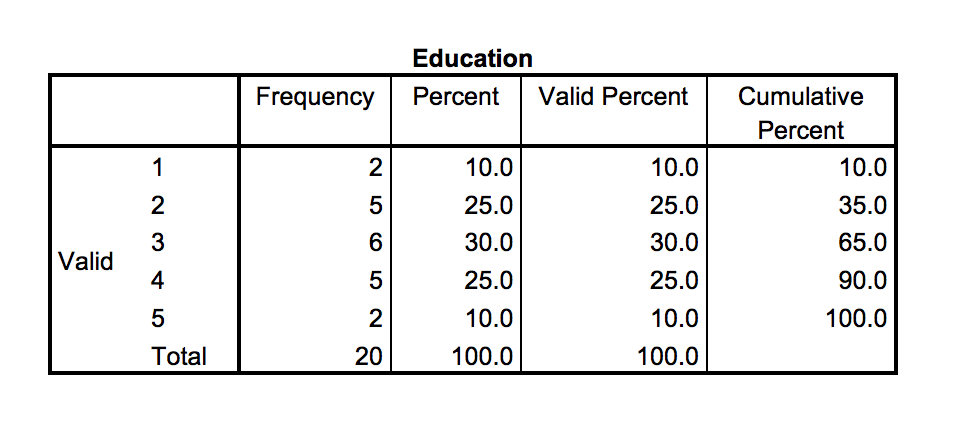 Education
Frequency Percent Valid Percent Cumulative
Percent
1 2 10.0 10.0 10.0
2 5 25.0 25.0 35.0
3 6 30.0 30.0 65.0
Valid
4 5 25.0 25.0 90.0
5 2 10.0 10.0 100.0
Total 20 100.0 100.0